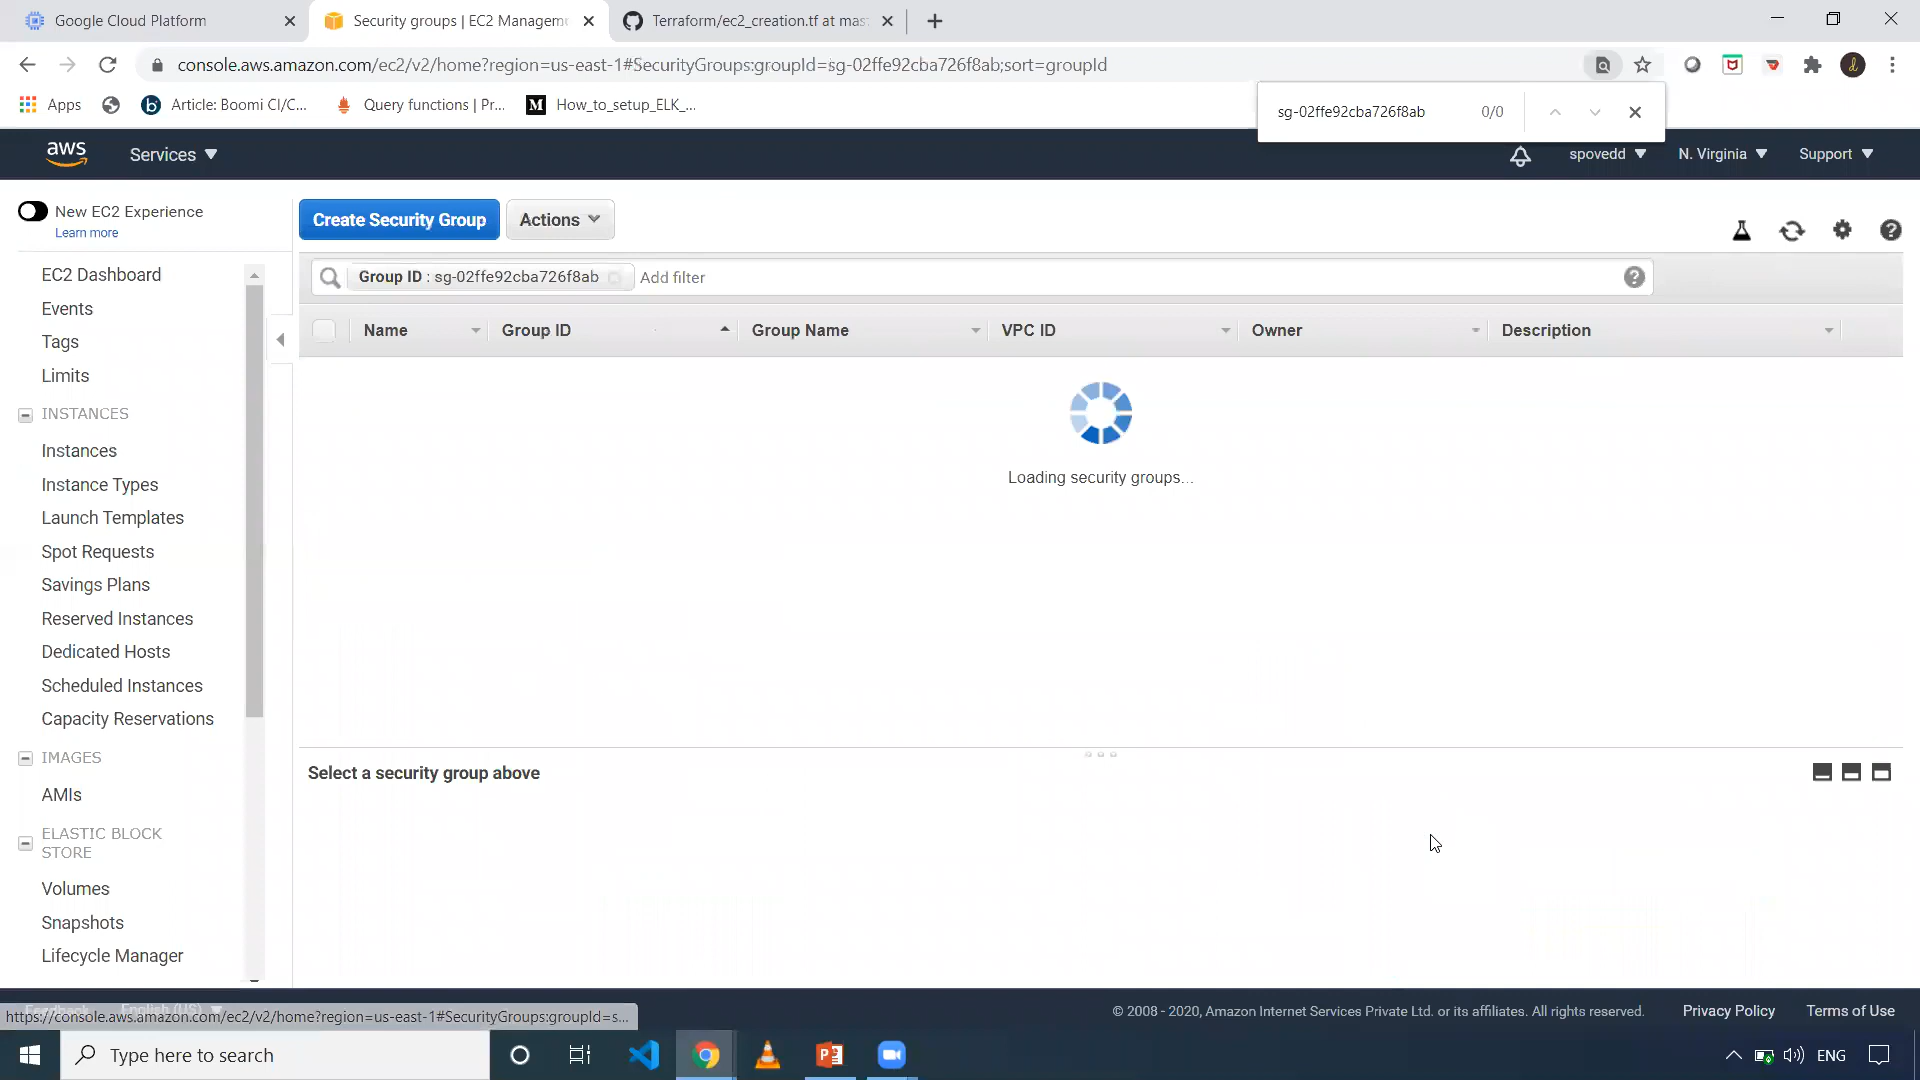 Google Cloud Platform
Security groups | EC2 Managem
Terraform/ec2_creation.tf at mas
console.aws.amazon.com/ec2/v2/home?region=us-east-1#SecurityGroups:groupId=sg-02ffe92cba726f8ab;sort=groupId
Apps
Article: Boomi CI/C...
Query functions | Pr...
How_to_setup_ELK_...
sg-02ffe92cba726f8ab 0/0
aws
Services
spovedd
N. Virginia
Support
New EC2 Experience
Learn more
Create Security Group
Actions
EC2 Dashboard
Events
Tags
Limits
INSTANCES
Instances
Instance Types
Launch Templates
Spot Requests
Savings Plans
Reserved Instances
Dedicated Hosts
Scheduled Instances
Capacity Reservations
IMAGES
AMIs
ELASTIC BLOCK
STORE
Volumes
Snapshots
Lifecycle Manager
Group ID : sg-02ffe92cba726f8ab
Add filter
Name
Group ID
Group Name
VPC ID
Owner
Description
Loading security groups...
Select a security group above
Feedback English (US)
https://console.aws.amazon.com/ec2/v2/home?region=us-east-1#SecurityGroups:groupId=s...
© 2008 - 2020, Amazon Internet Services Private Ltd. or its affiliates. All rights reserved.
Privacy Policy
Terms of Use
Type here to search
ENG